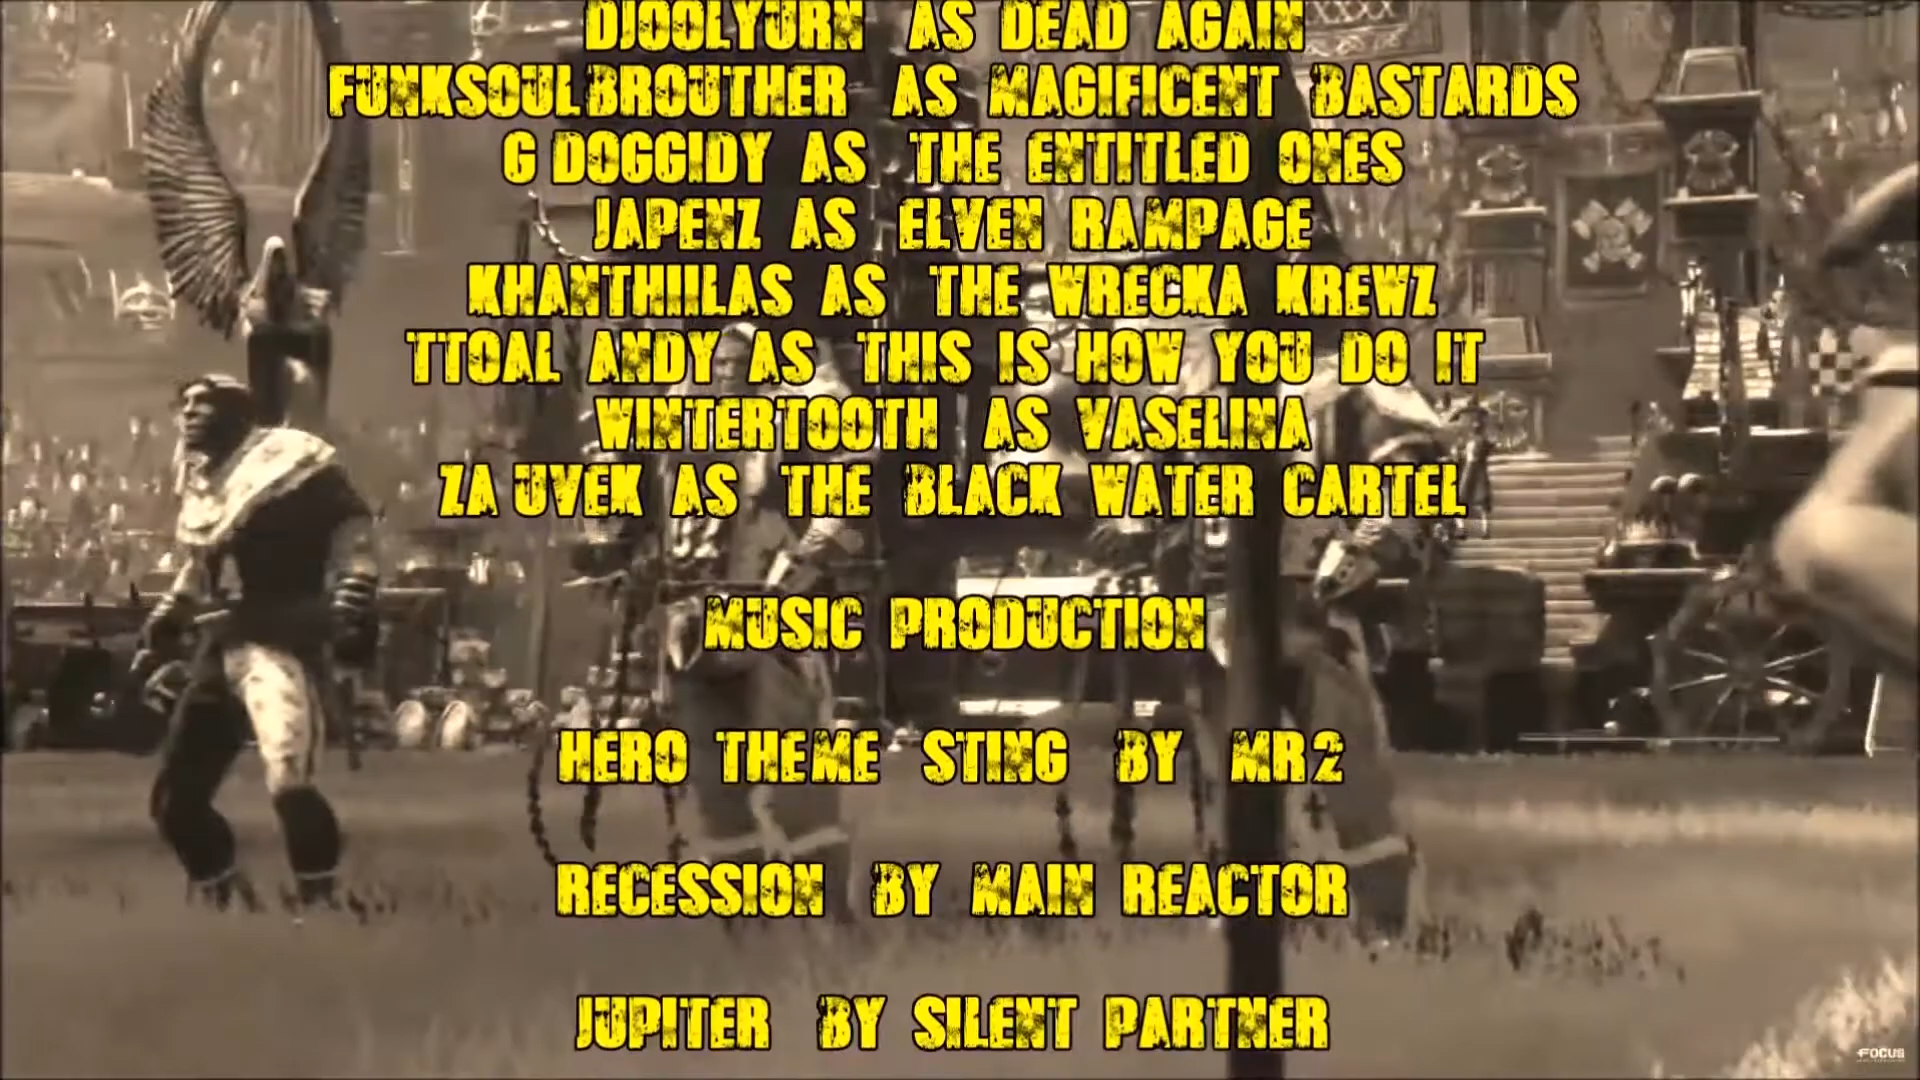 DJOOLYURN AS DEAD AGAIN
FUNKSOULBROUTHER AS MAGIFICENT BASTARDS
G DOGGIDY AS THE ENTITLED ONES
JAPENZ AS ELVEN RAMPAGE
KHANTHIILAS AS THE WRECKA KREWZ
TTOAL ANDY AS THIS IS HOW YOU DO IT
WINTERTOOTH AS VASELINA
ZA UVEK AS THE BLACK WATER CARTEL
MUSIC PRODUCTION
HERO THEME STING BY MR2
RECESSION BY MAIN REACTOR
JUPITER BY SILENT PARTNER
FOCUS